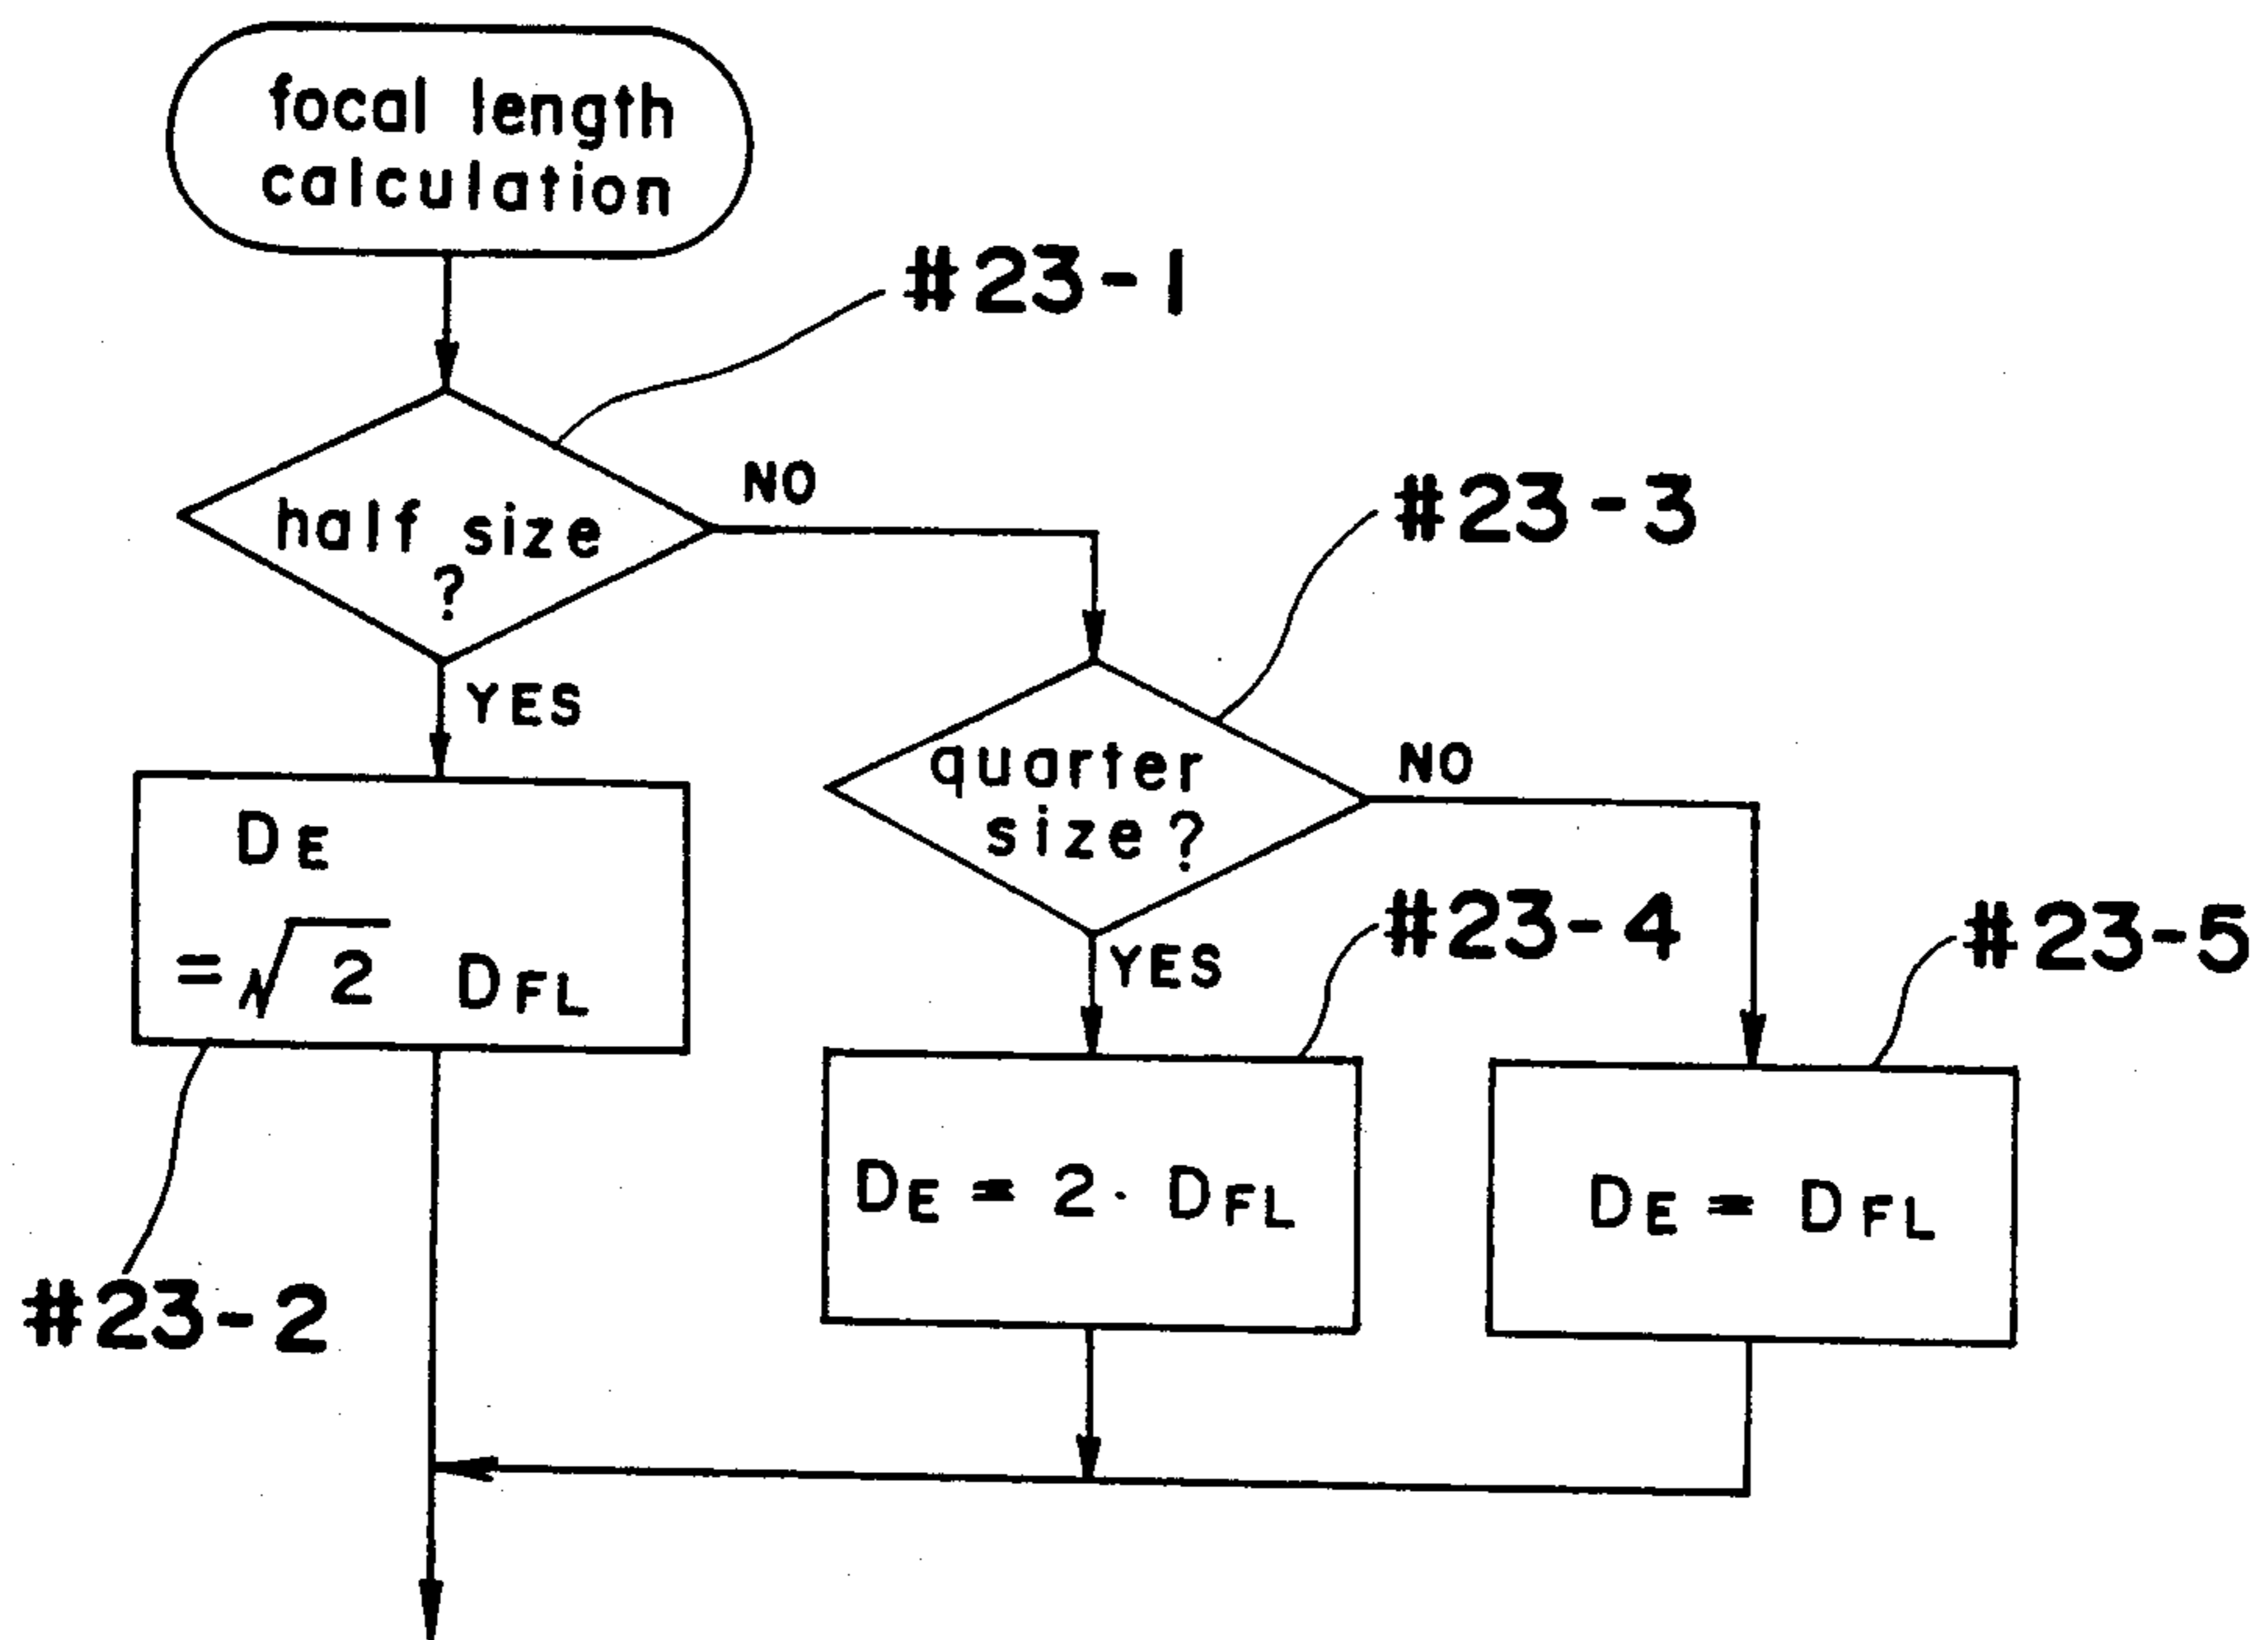 focal length
calculation
#23-1
half size
?
NO
#23-3
YES
quarter
size?
NO
DE
=√2 DFL
#23-4
#23-5
YES
DE = 2· DFL
DE = DFL
#23-2